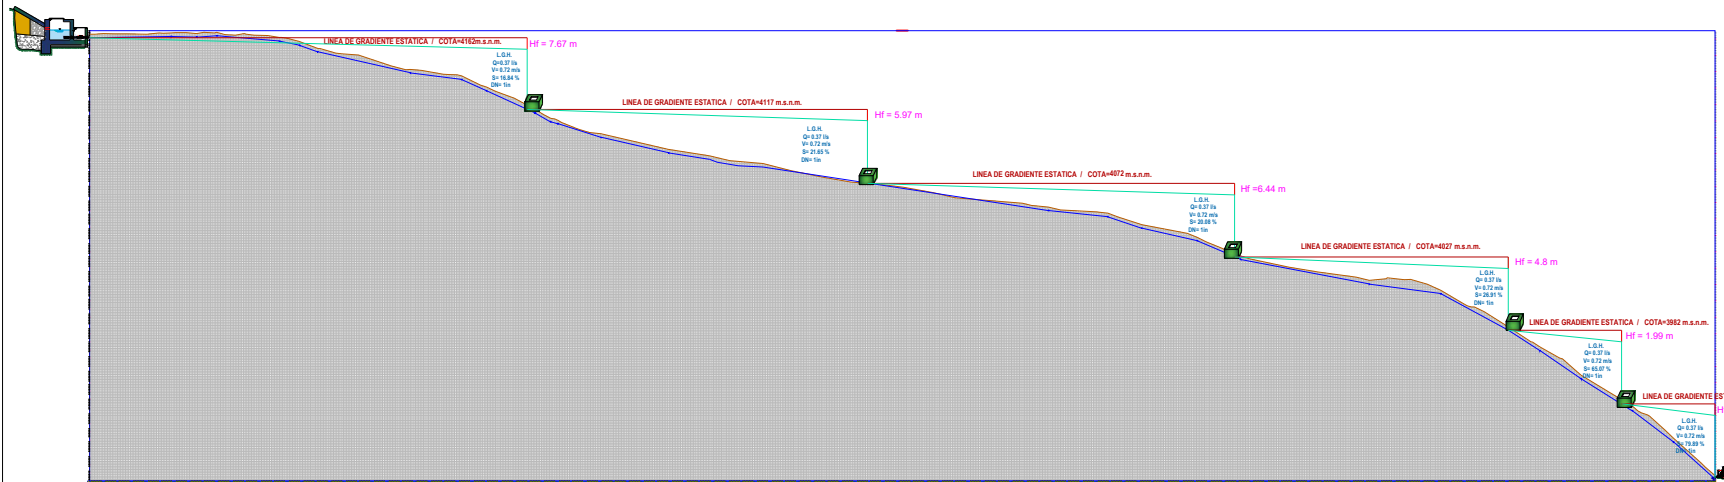 LINEA DE GRADIENTE ESTATICA / COTA=4162m.s.n.m.
Hf = 7.67 m
L.G.H.
Q=0.37 l/s
V=0.72 m/s
S= 16.84 %
DN= 1in
LINEA DE GRADIENTE ESTATICA / COTA=4117 m.s.n.m.
Hf = 5.97 m
L.G.H.
Q= 0.37 l/s
V= 0.72 m/s
S= 21.65 %
DN= 1in
LINEA DE GRADIENTE ESTATICA / COTA=4072 m.s.n.m.
Hf =6.44 m
L.G.H.
Q= 0.37 l/s
V= 0.72 m/s
S= 20.08 %
DN= 1in
LINEA DE GRADIENTE ESTATICA / COTA=4027 m.s.n.m.
Hf = 4.8 m
L.G.H.
Q= 0.37 l/s
V= 0.72 m/s
S= 26.91 %
DN= 1in
LINEA DE GRADIENTE ESTATICA / COTA=3982 m.s.n.m.
Hf = 1.99 m
L.G.H.
Q= 0.37 l/s
V= 0.72 m/s
S= 65.07 %
DN= 1in
LINEA DE GRADIENTE ES
H
L.G.H.
Q= 0.37 l/s
V= 0.72 m/s
S= 79.89 %
DN= 1in